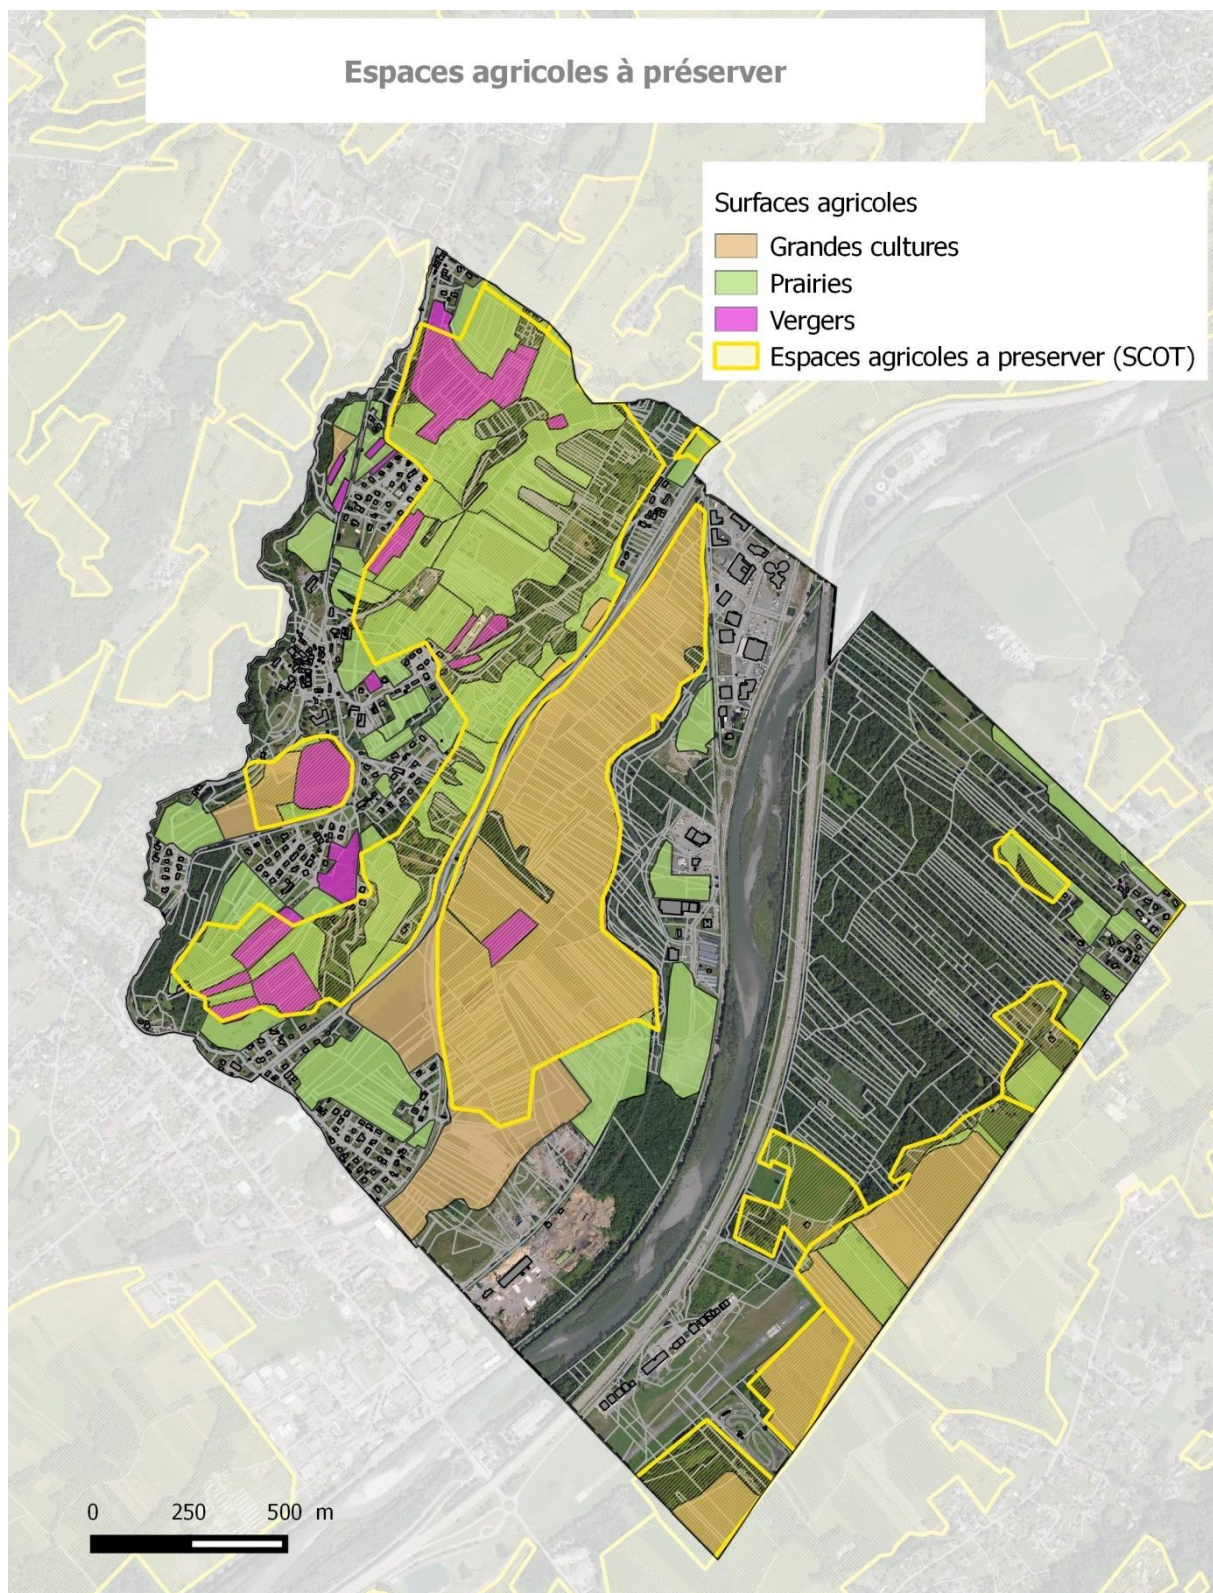 Espaces agricoles à préserver
Surfaces agricoles
Grandes cultures
Prairies
Vergers
Espaces agricoles a preserver (SCOT)
0 250 500 m